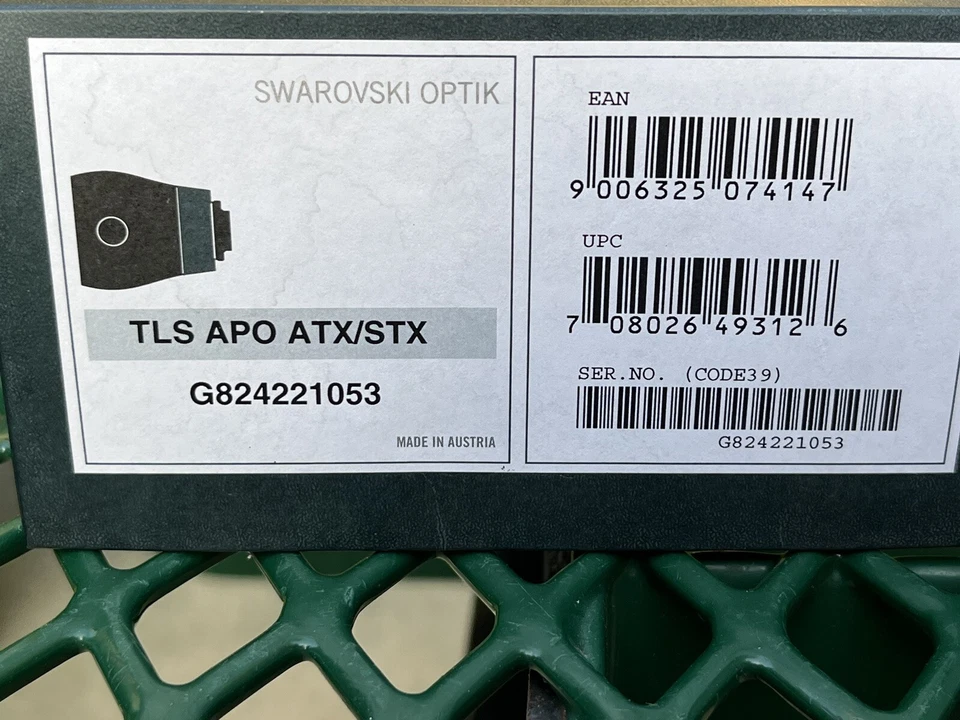 SWAROVSKI OPTIK
TLS APO ATX/STX
G824221053
MADE IN AUSTRIA
EAN
9 006325 074147
UPC
7 08026 49312 6
SER.NO. (CODE39)
G824221053